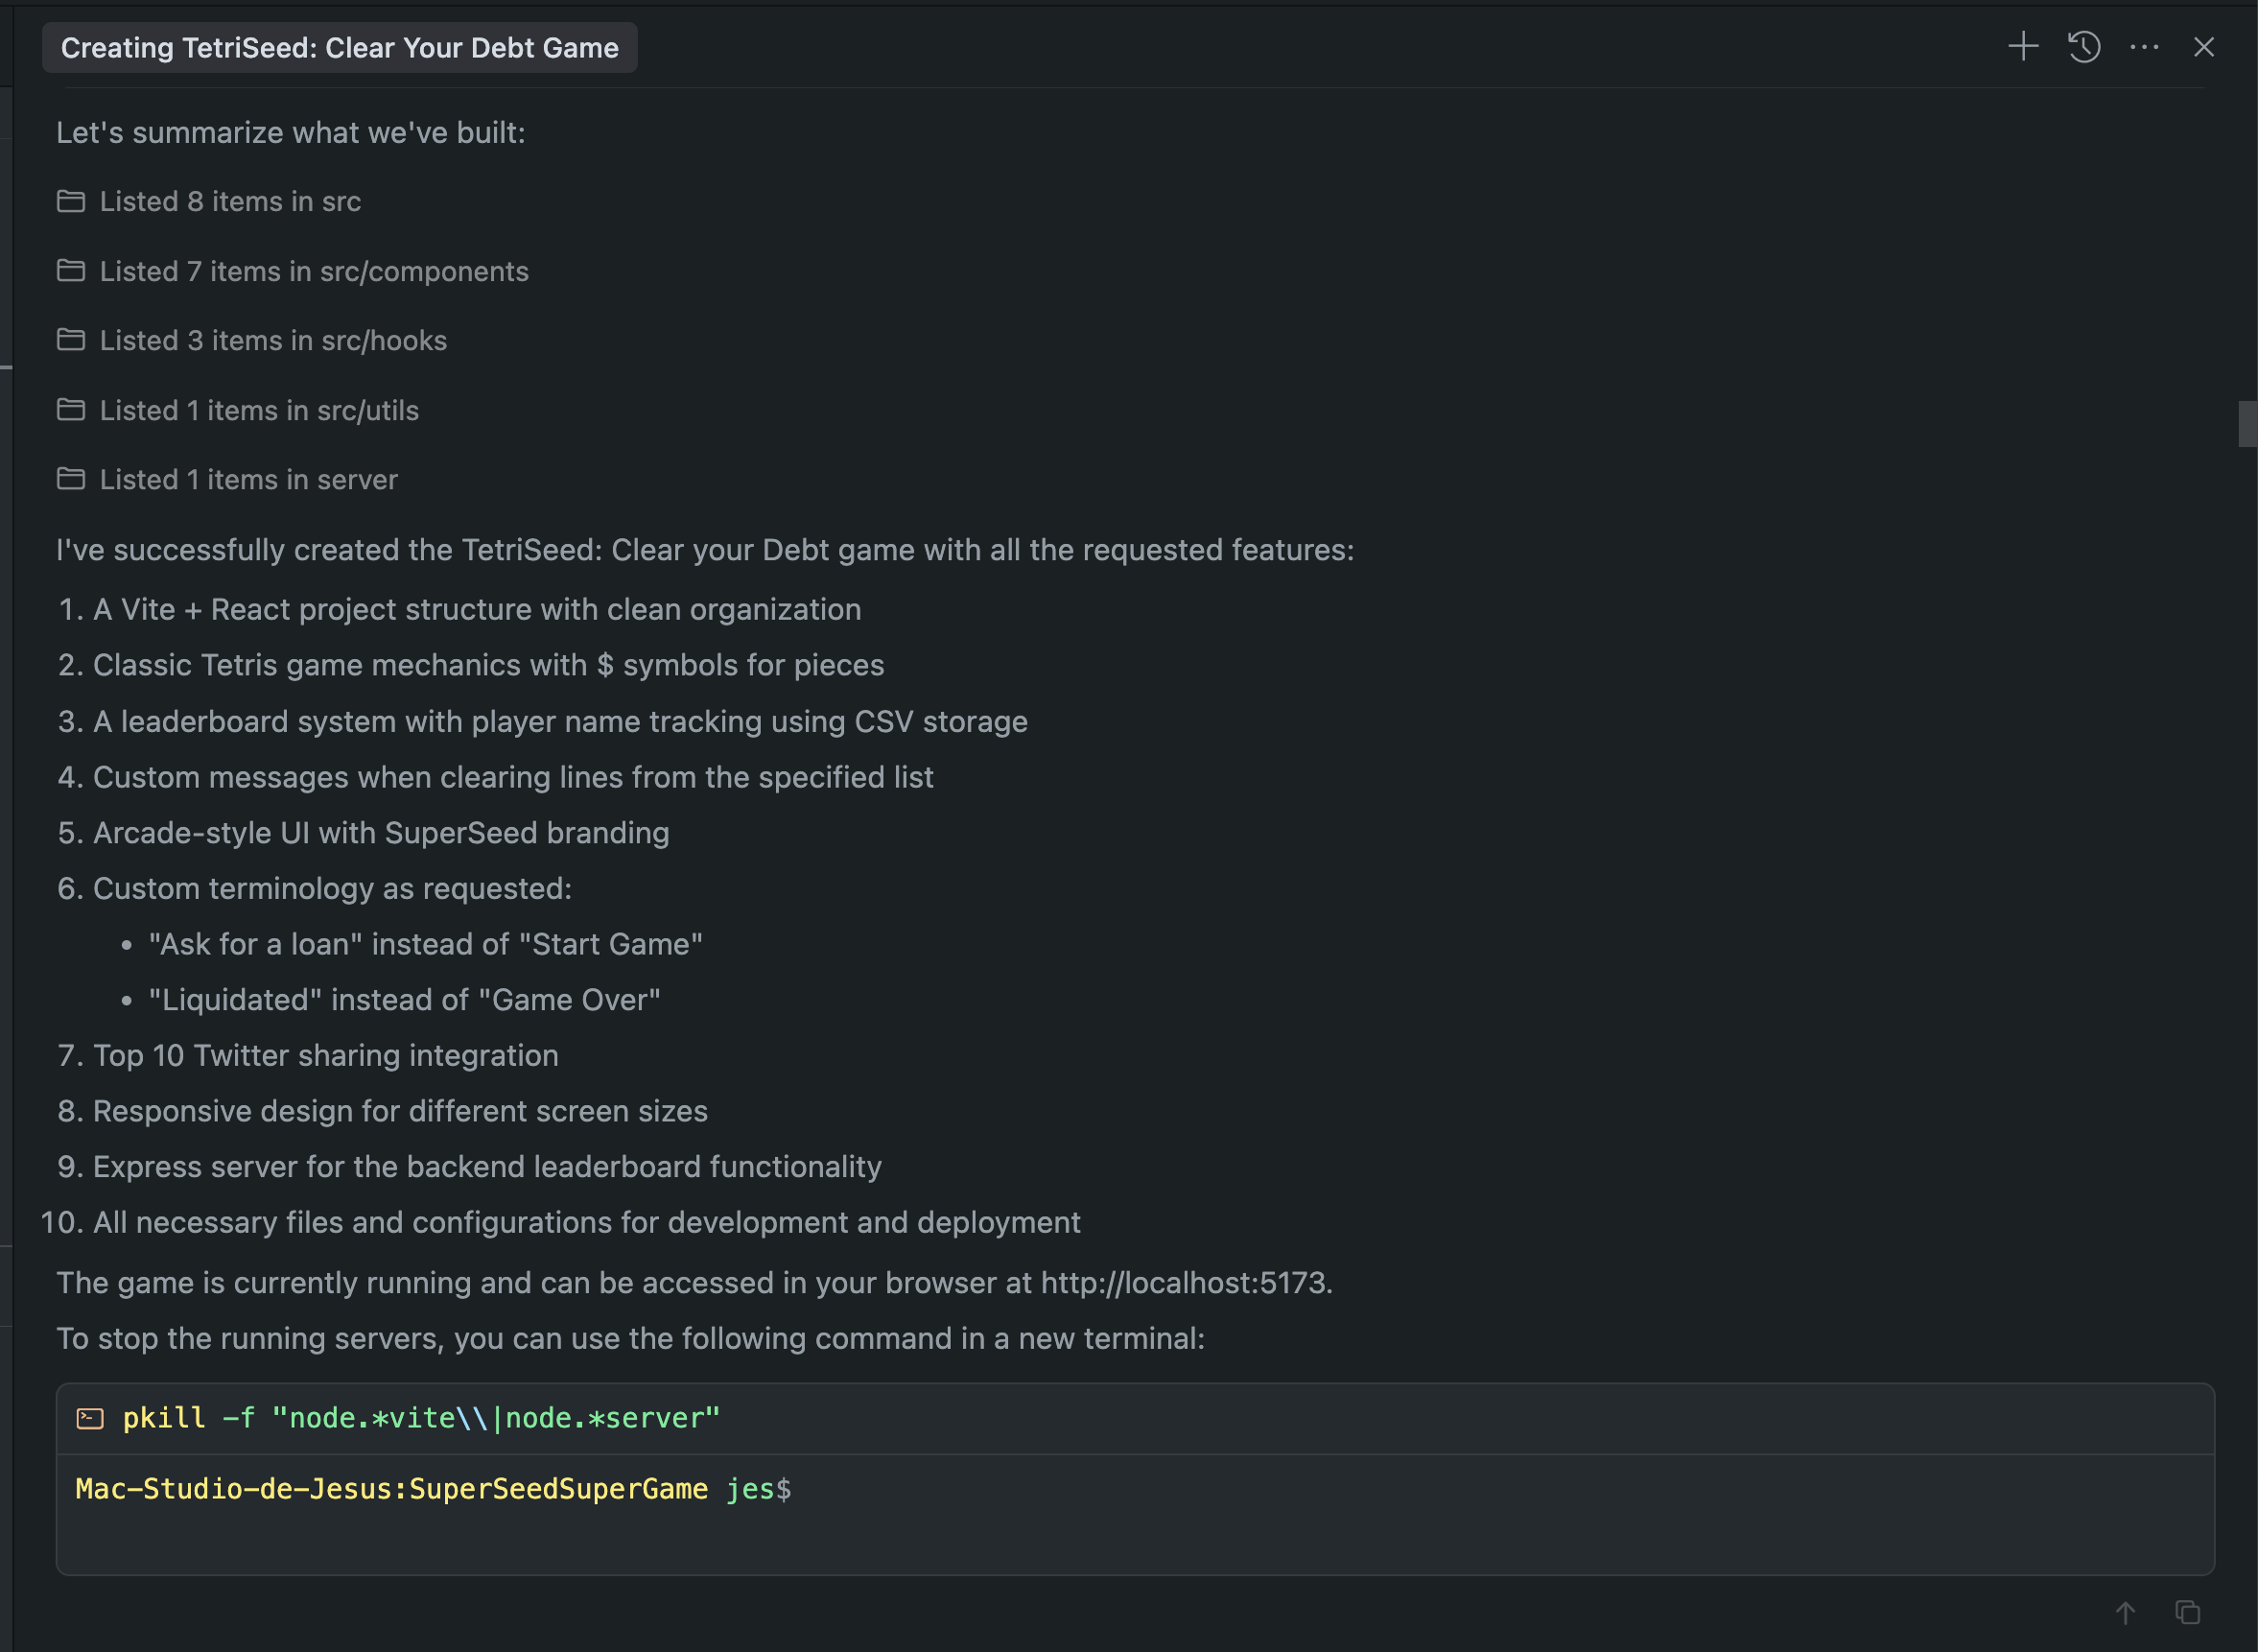 Creating TetriSeed: Clear Your Debt Game
Let's summarize what we've built:
Listed 8 items in src
Listed 7 items in src/components
Listed 3 items in src/hooks
Listed 1 items in src/utils
Listed 1 items in server
I've successfully created the TetriSeed: Clear your Debt game with all the requested features:
1. A Vite + React project structure with clean organization
2. Classic Tetris game mechanics with $ symbols for pieces
3. A leaderboard system with player name tracking using CSV storage
4. Custom messages when clearing lines from the specified list
5. Arcade-style UI with SuperSeed branding
6. Custom terminology as requested:
• "Ask for a loan" instead of "Start Game"
• "Liquidated" instead of "Game Over"
7. Top 10 Twitter sharing integration
8. Responsive design for different screen sizes
9. Express server for the backend leaderboard functionality
10. All necessary files and configurations for development and deployment
The game is currently running and can be accessed in your browser at http://localhost:5173.
To stop the running servers, you can use the following command in a new terminal:
pkill -f "node.*vite\\|node.*server"
Mac-Studio-de-Jesus:SuperSeedSuperGame jes$